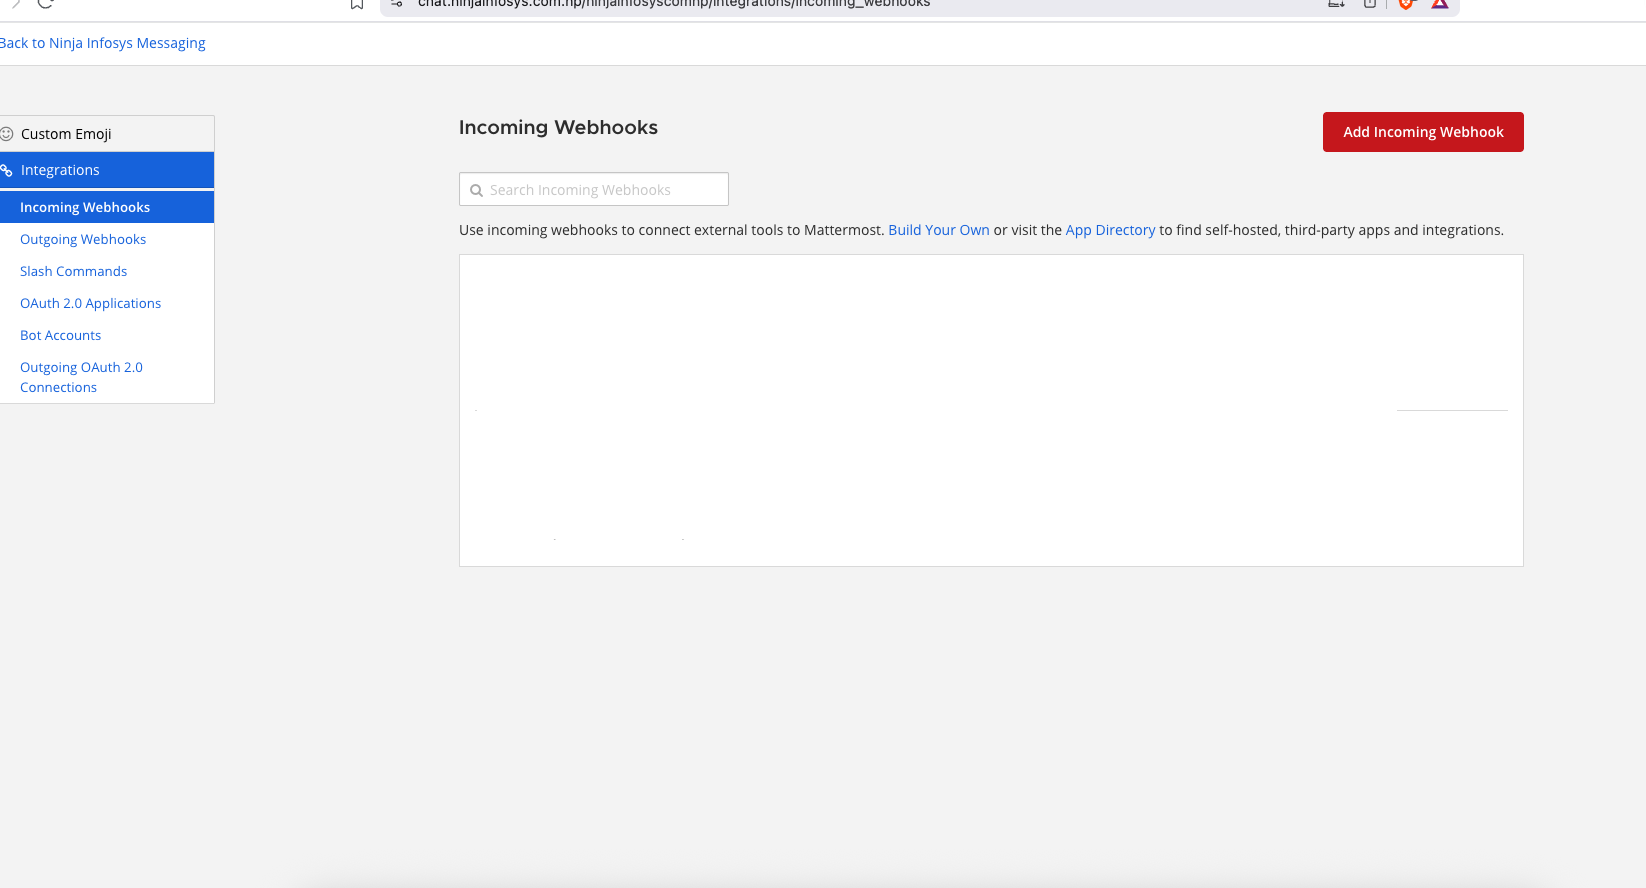 chat.ninjainfosys.com.np/ninjainfosyscomnp/integrations/incoming_webhooks
Back to Ninja Infosys Messaging
Custom Emoji
Integrations
Incoming Webhooks
Outgoing Webhooks
Slash Commands
OAuth 2.0 Applications
Bot Accounts
Outgoing OAuth 2.0
Connections
Incoming Webhooks
Add Incoming Webhook
Search Incoming Webhooks
Use incoming webhooks to connect external tools to Mattermost. Build Your Own or visit the App Directory to find self-hosted, third-party apps and integrations.